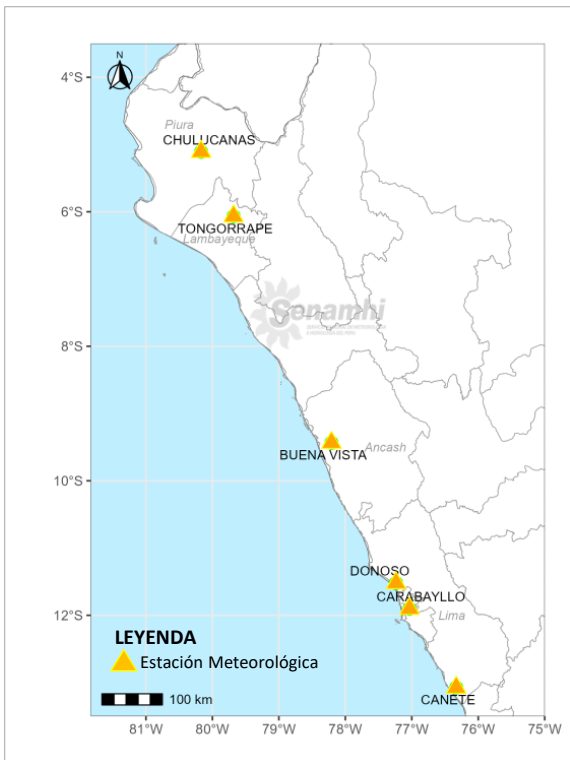 N
4°S
Piura
CHULUCANAS
6°S
TONGORRAPE
Lambayeque
Senamhi
8°S
Ancash
BUENA VISTA
10°S
DONOSO
CARABAYLLO
12°S
Lima
LEYENDA
Estación Meteorológica
100 km
CAÑETE
81°W 80°W 79°W 78°W 77°W 76°W 75°W